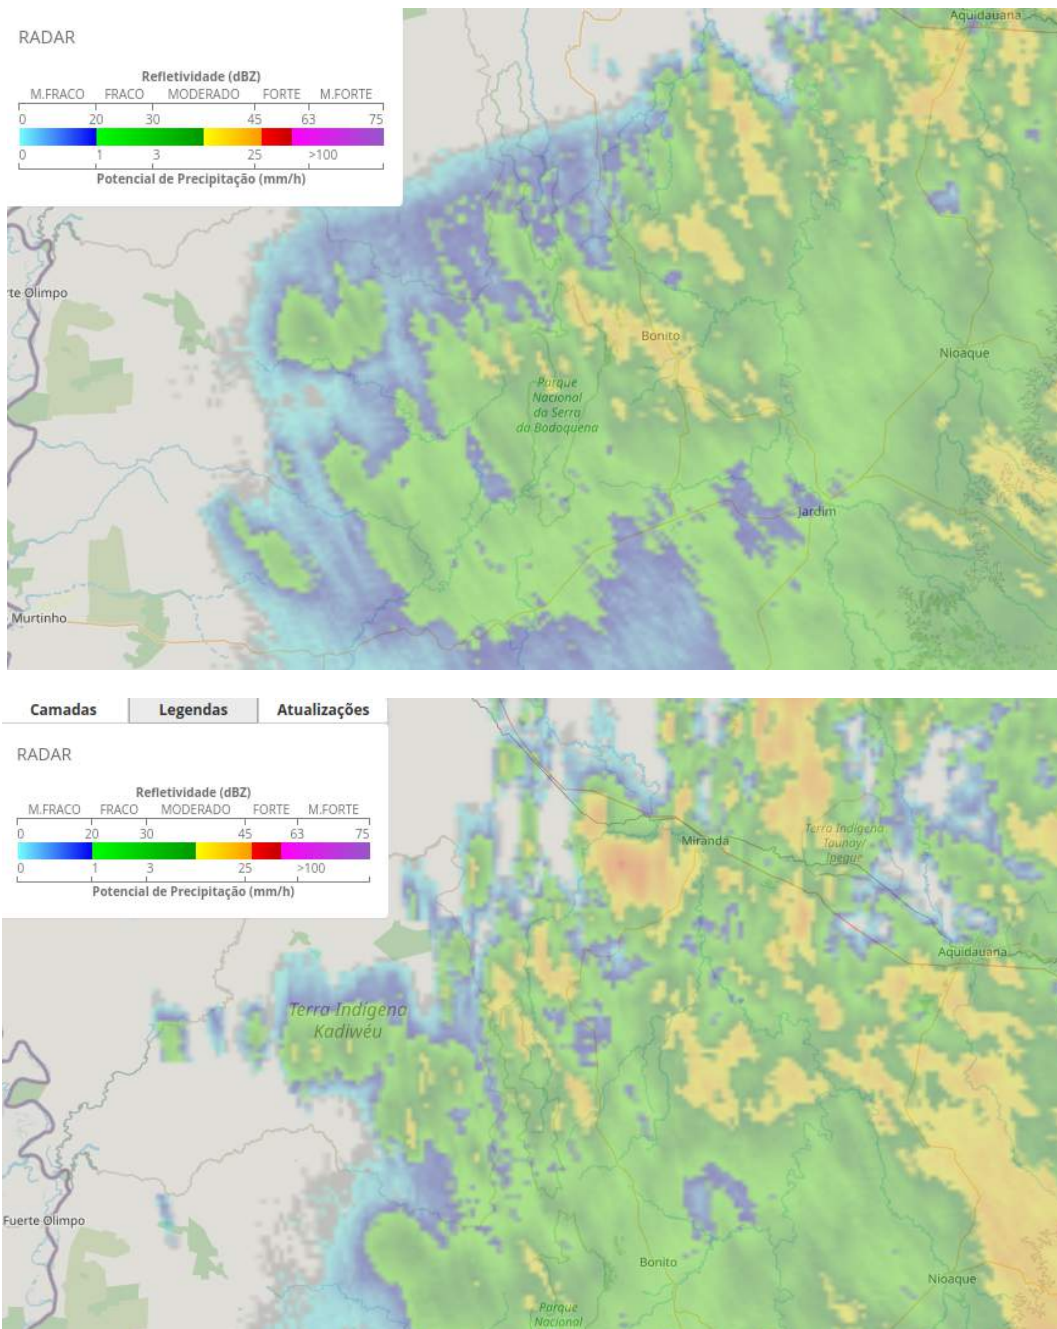 RADAR
Refletividade (dBZ)
M.FRACO FRACO MODERADO FORTE M.FORTE
0 20 30 45 63 75
0 1 3 25 >100
Potencial de Precipitação (mm/h)
Aquidauana
rte Olimpo
Bonito
Nioaque
Parque
Nacional
da Serra
da Bodoquena
Jardim
Murtinho
Camadas Legendas Atualizações
RADAR
Refletividade (dBZ)
M.FRACO FRACO MODERADO FORTE M.FORTE
0 20 30 45 63 75
0 1 3 25 >100
Potencial de Precipitação (mm/h)
Miranda
Terra Indígena
Taunay/
Ipegue
Aquidauana
Terra Indígena
Kadiwéu
Fuerte Olimpo
Bonito
Nioaque
Parque
Nacional